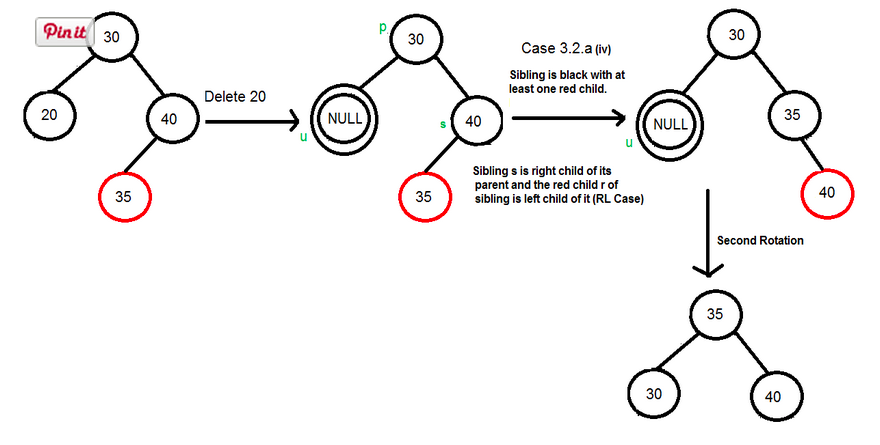 Pin it
30
20
40
35
Delete 20
p
30
NULL
u
s
40
35
Case 3.2.a (iv)
Sibling is black with at
least one red child.
Sibling s is right child of its
parent and the red child r of
sibling is left child of it (RL Case)
30
NULL
u
35
40
Second Rotation
35
30
40